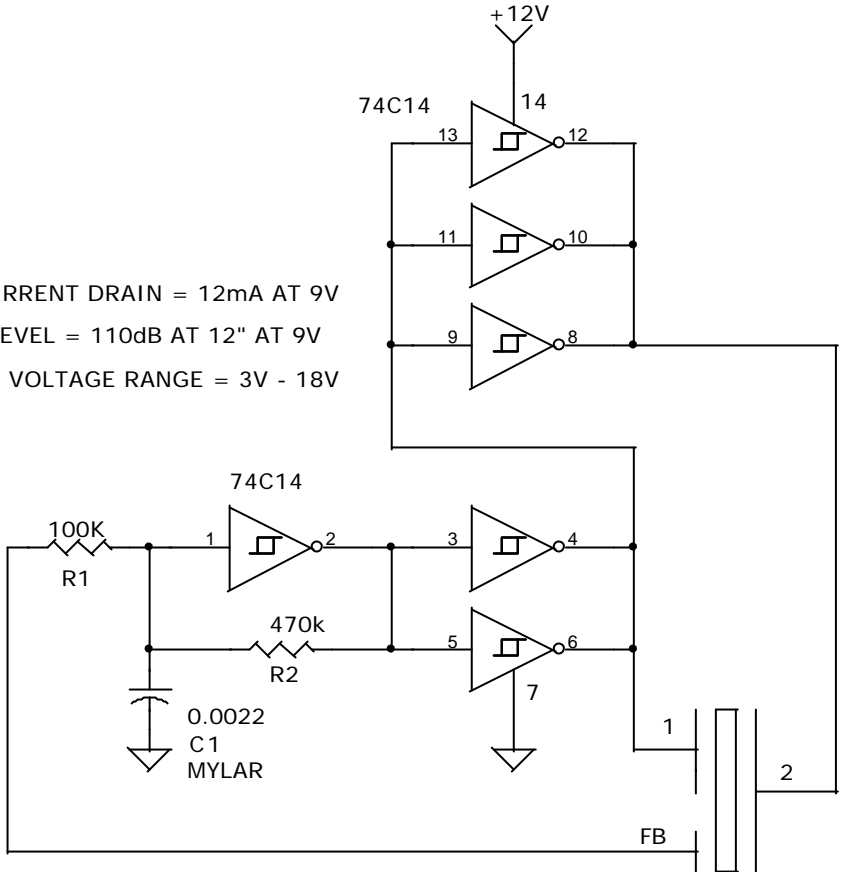 +12V
74C14
14
13
12
11
10
RRENT DRAIN = 12mA AT 9V
EVEL = 110dB AT 12" AT 9V
9
8
VOLTAGE RANGE = 3V - 18V
74C14
100K
1
2
3
4
R1
470k
5
6
R2
7
0.0022
C1
MYLAR
1
2
FB